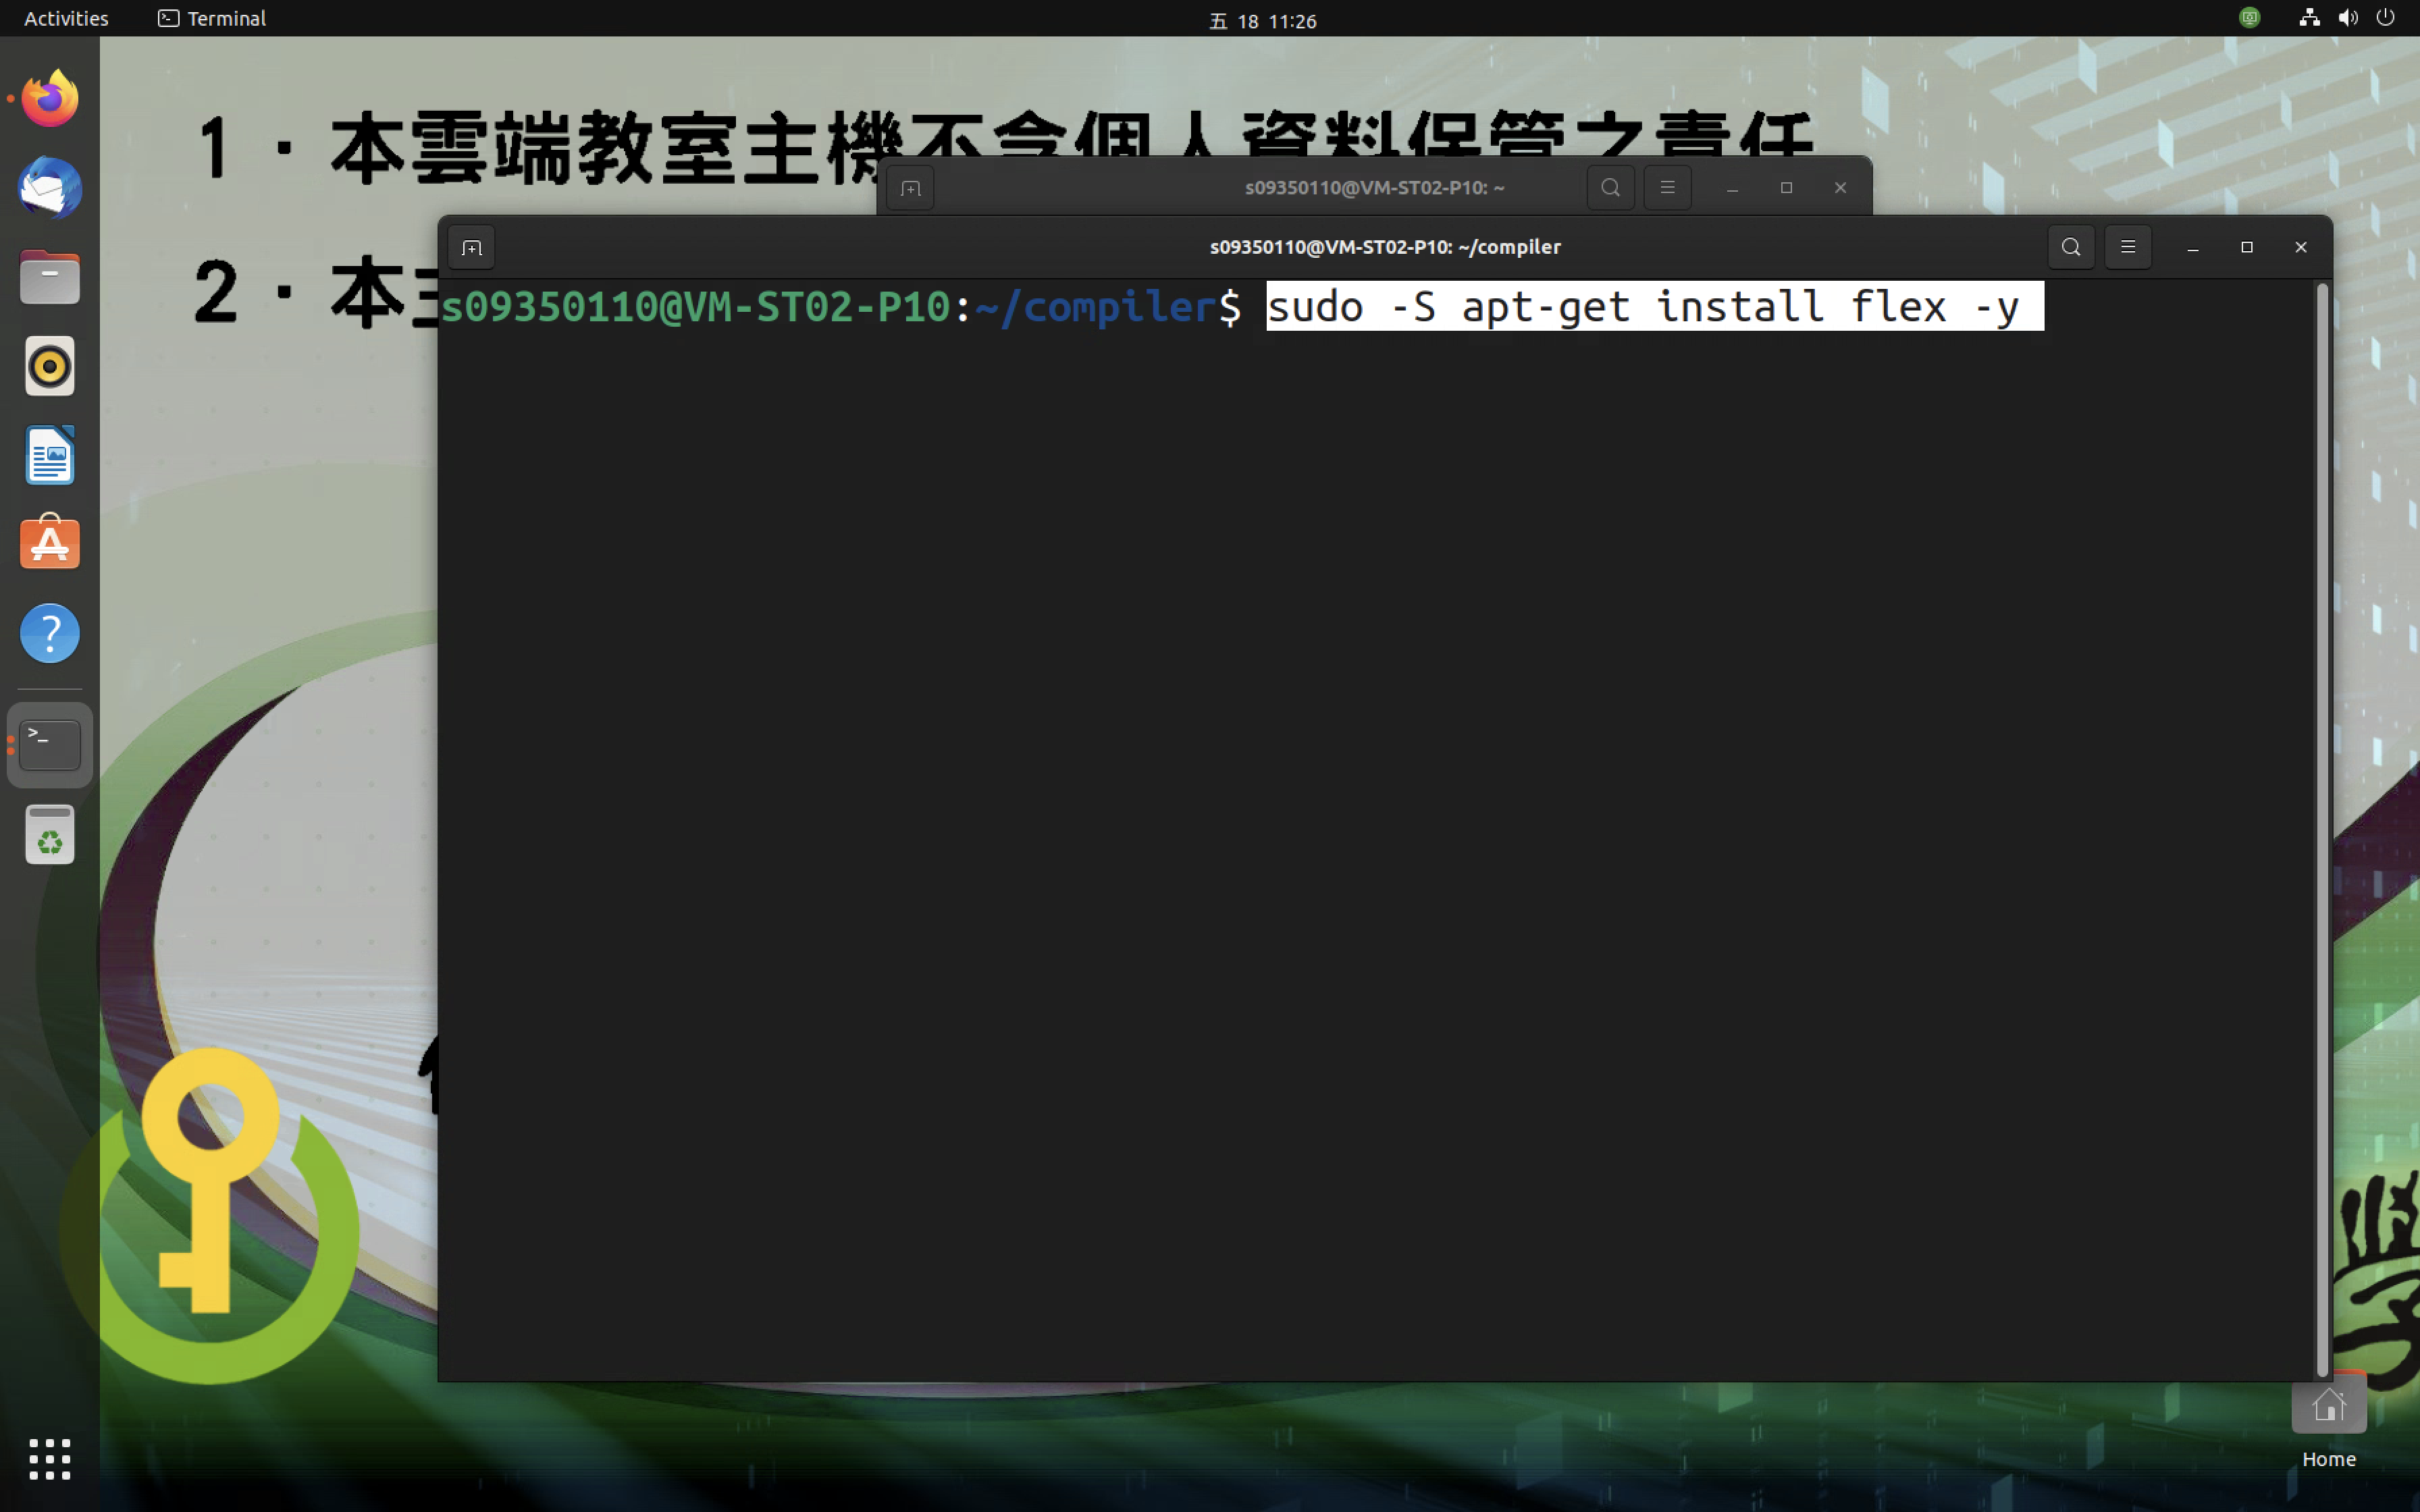 Activities Terminal 五 18 11:26
1．本雲端教室主機不含個人資料保管之責任
s09350110@VM-ST02-P10: ~
2．本主
s09350110@VM-ST02-P10: ~/compiler
s09350110@VM-ST02-P10:~/compiler$ sudo -S apt-get install flex -y
Home